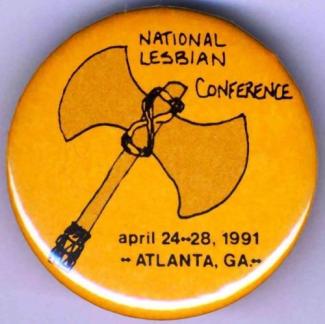 NATIONAL
LESBIAN
CONFERENCE
april 24-28, 1991
- ATLANTA, GA. -